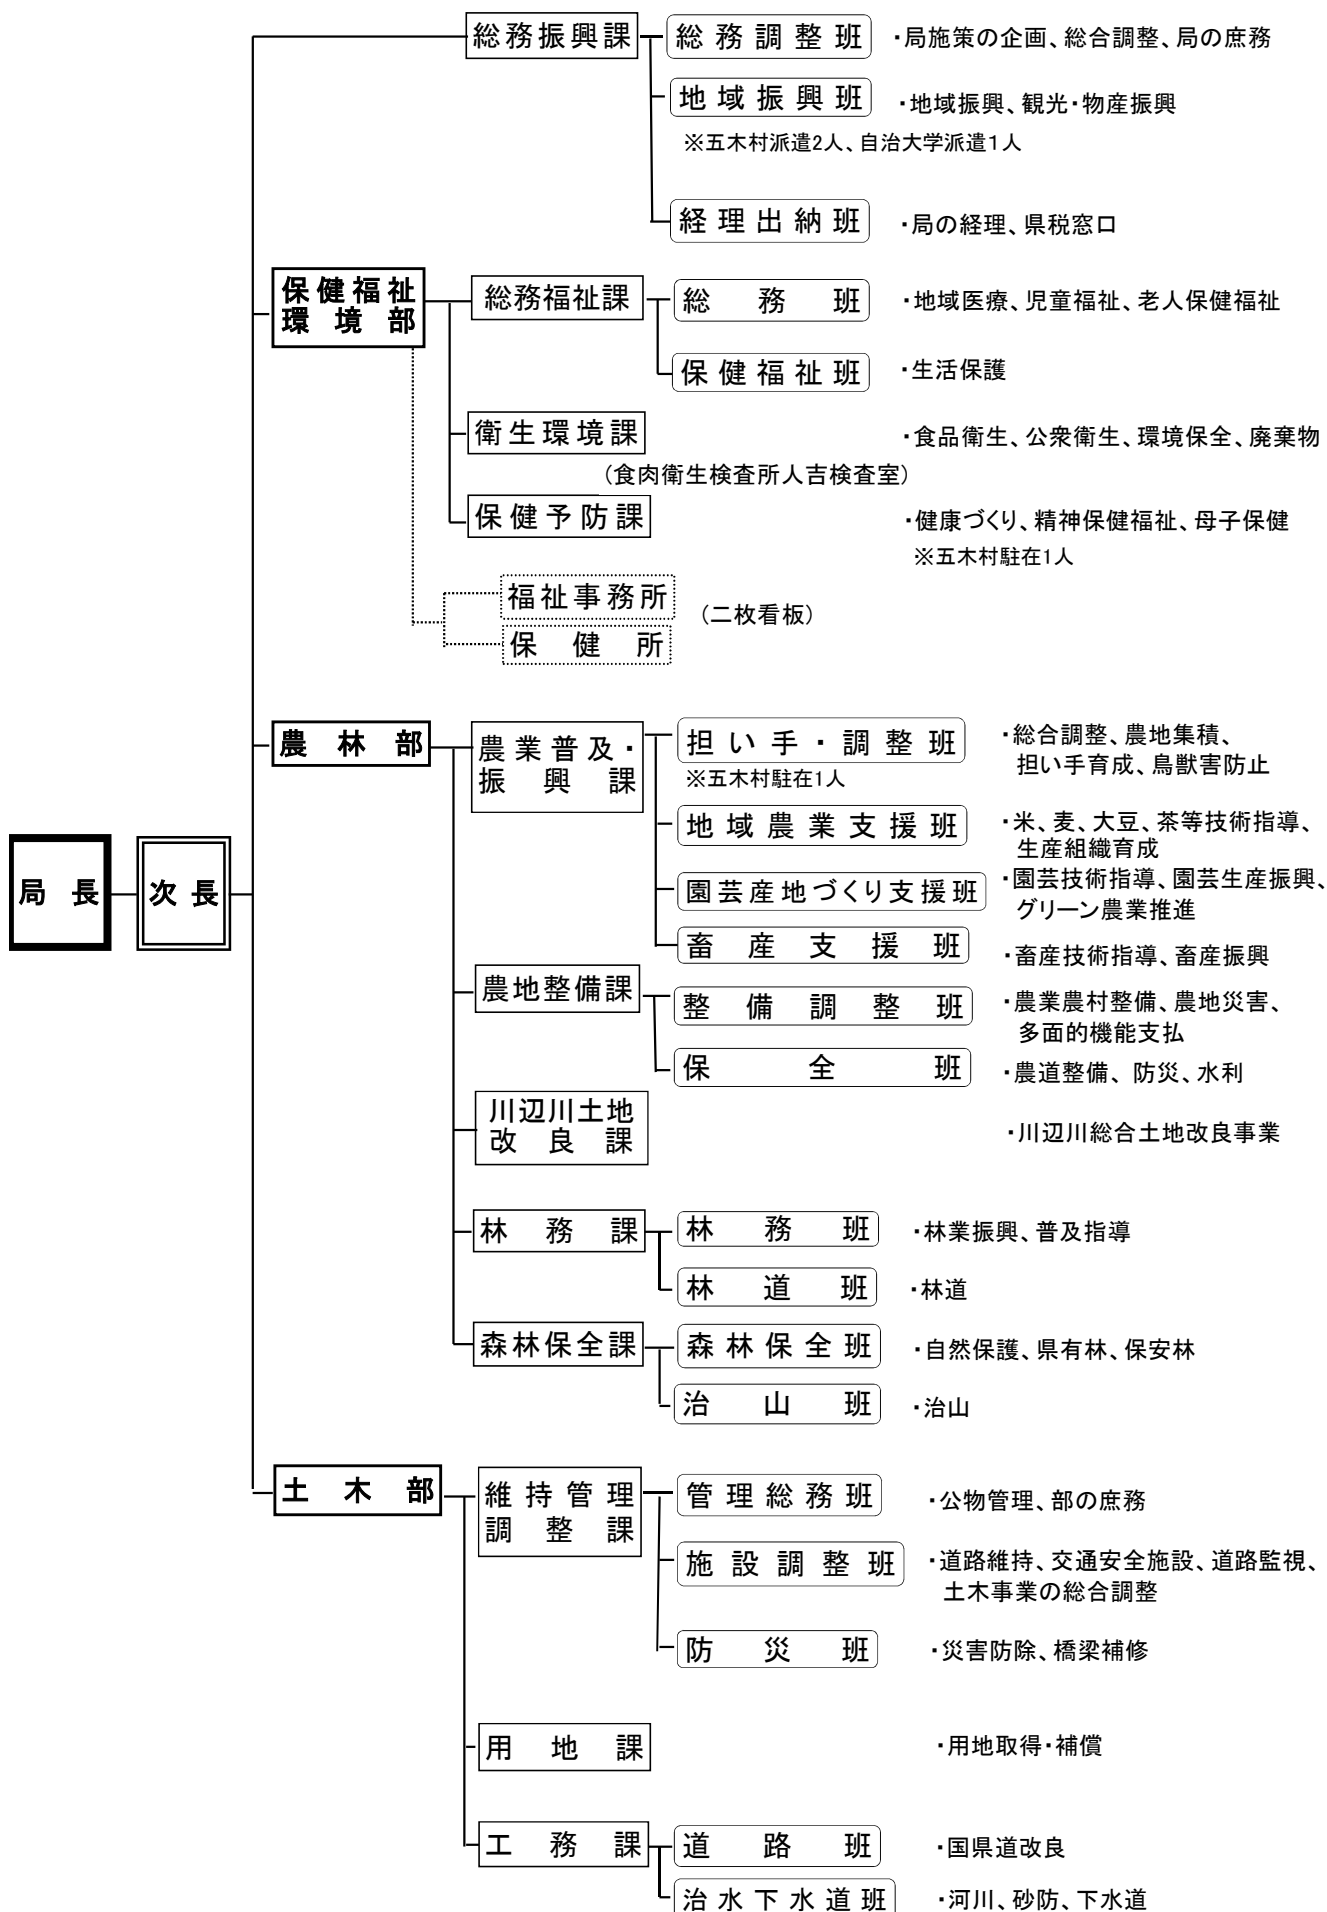 総務振興課
総務調整班
・局施策の企画、総合調整、局の庶務
地域振興班
・地域振興、観光・物産振興
※五木村派遣2人、自治大学派遣1人
経理出納班
・局の経理、県税窓口
保健福祉
環境部
総務福祉課
総務班
・地域医療、児童福祉、老人保健福祉
保健福祉班
・生活保護
衛生環境課
・食品衛生、公衆衛生、環境保全、廃棄物
(食肉衛生検査所人吉検査室)
保健予防課
・健康づくり、精神保健福祉、母子保健
※五木村駐在1人
福祉事務所
(二枚看板)
保健所
農林部
農業普及・
振興課
担い手・調整班
※五木村駐在1人
・総合調整、農地集積、
担い手育成、鳥獣害防止
地域農業支援班
・米、麦、大豆、茶等技術指導、
生産組織育成
園芸産地づくり支援班
・園芸技術指導、園芸生産振興、
グリーン農業推進
畜産支援班
・畜産技術指導、畜産振興
局長
次長
農地整備課
整備調整班
・農業農村整備、農地災害、
多面的機能支払
保全班
・農道整備、防災、水利
川辺川土地
改良課
・川辺川総合土地改良事業
林務課
林務班
・林業振興、普及指導
林道班
・林道
森林保全課
森林保全班
・自然保護、県有林、保安林
治山班
・治山
土木部
維持管理
調整課
管理総務班
・公物管理、部の庶務
施設調整班
・道路維持、交通安全施設、道路監視、
土木事業の総合調整
防災班
・災害防除、橋梁補修
用地課
・用地取得・補償
工務課
道路班
・国県道改良
治水下水道班
・河川、砂防、下水道